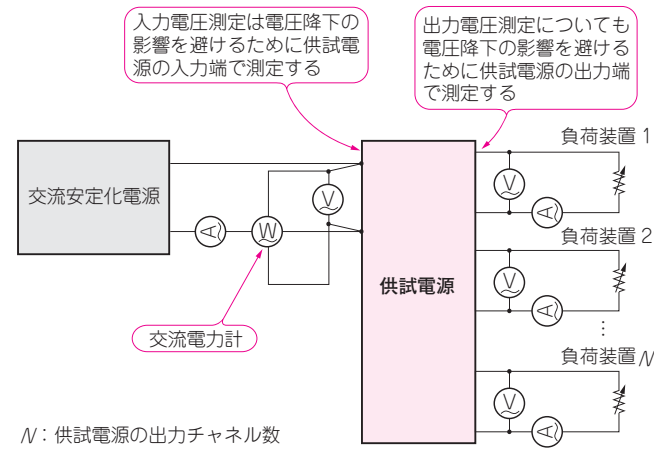 入力電圧測定は電圧降下の
影響を避けるために供試電
源の入力端で測定する
出力電圧測定についても
電圧降下の影響を避ける
ために供試電源の出力端
で測定する
交流安定化電源
A
W
V
交流電力計
供試電源
負荷装置1
V
A
負荷装置2
V
A
⋮
負荷装置N
V
A
N：供試電源の出力チャネル数